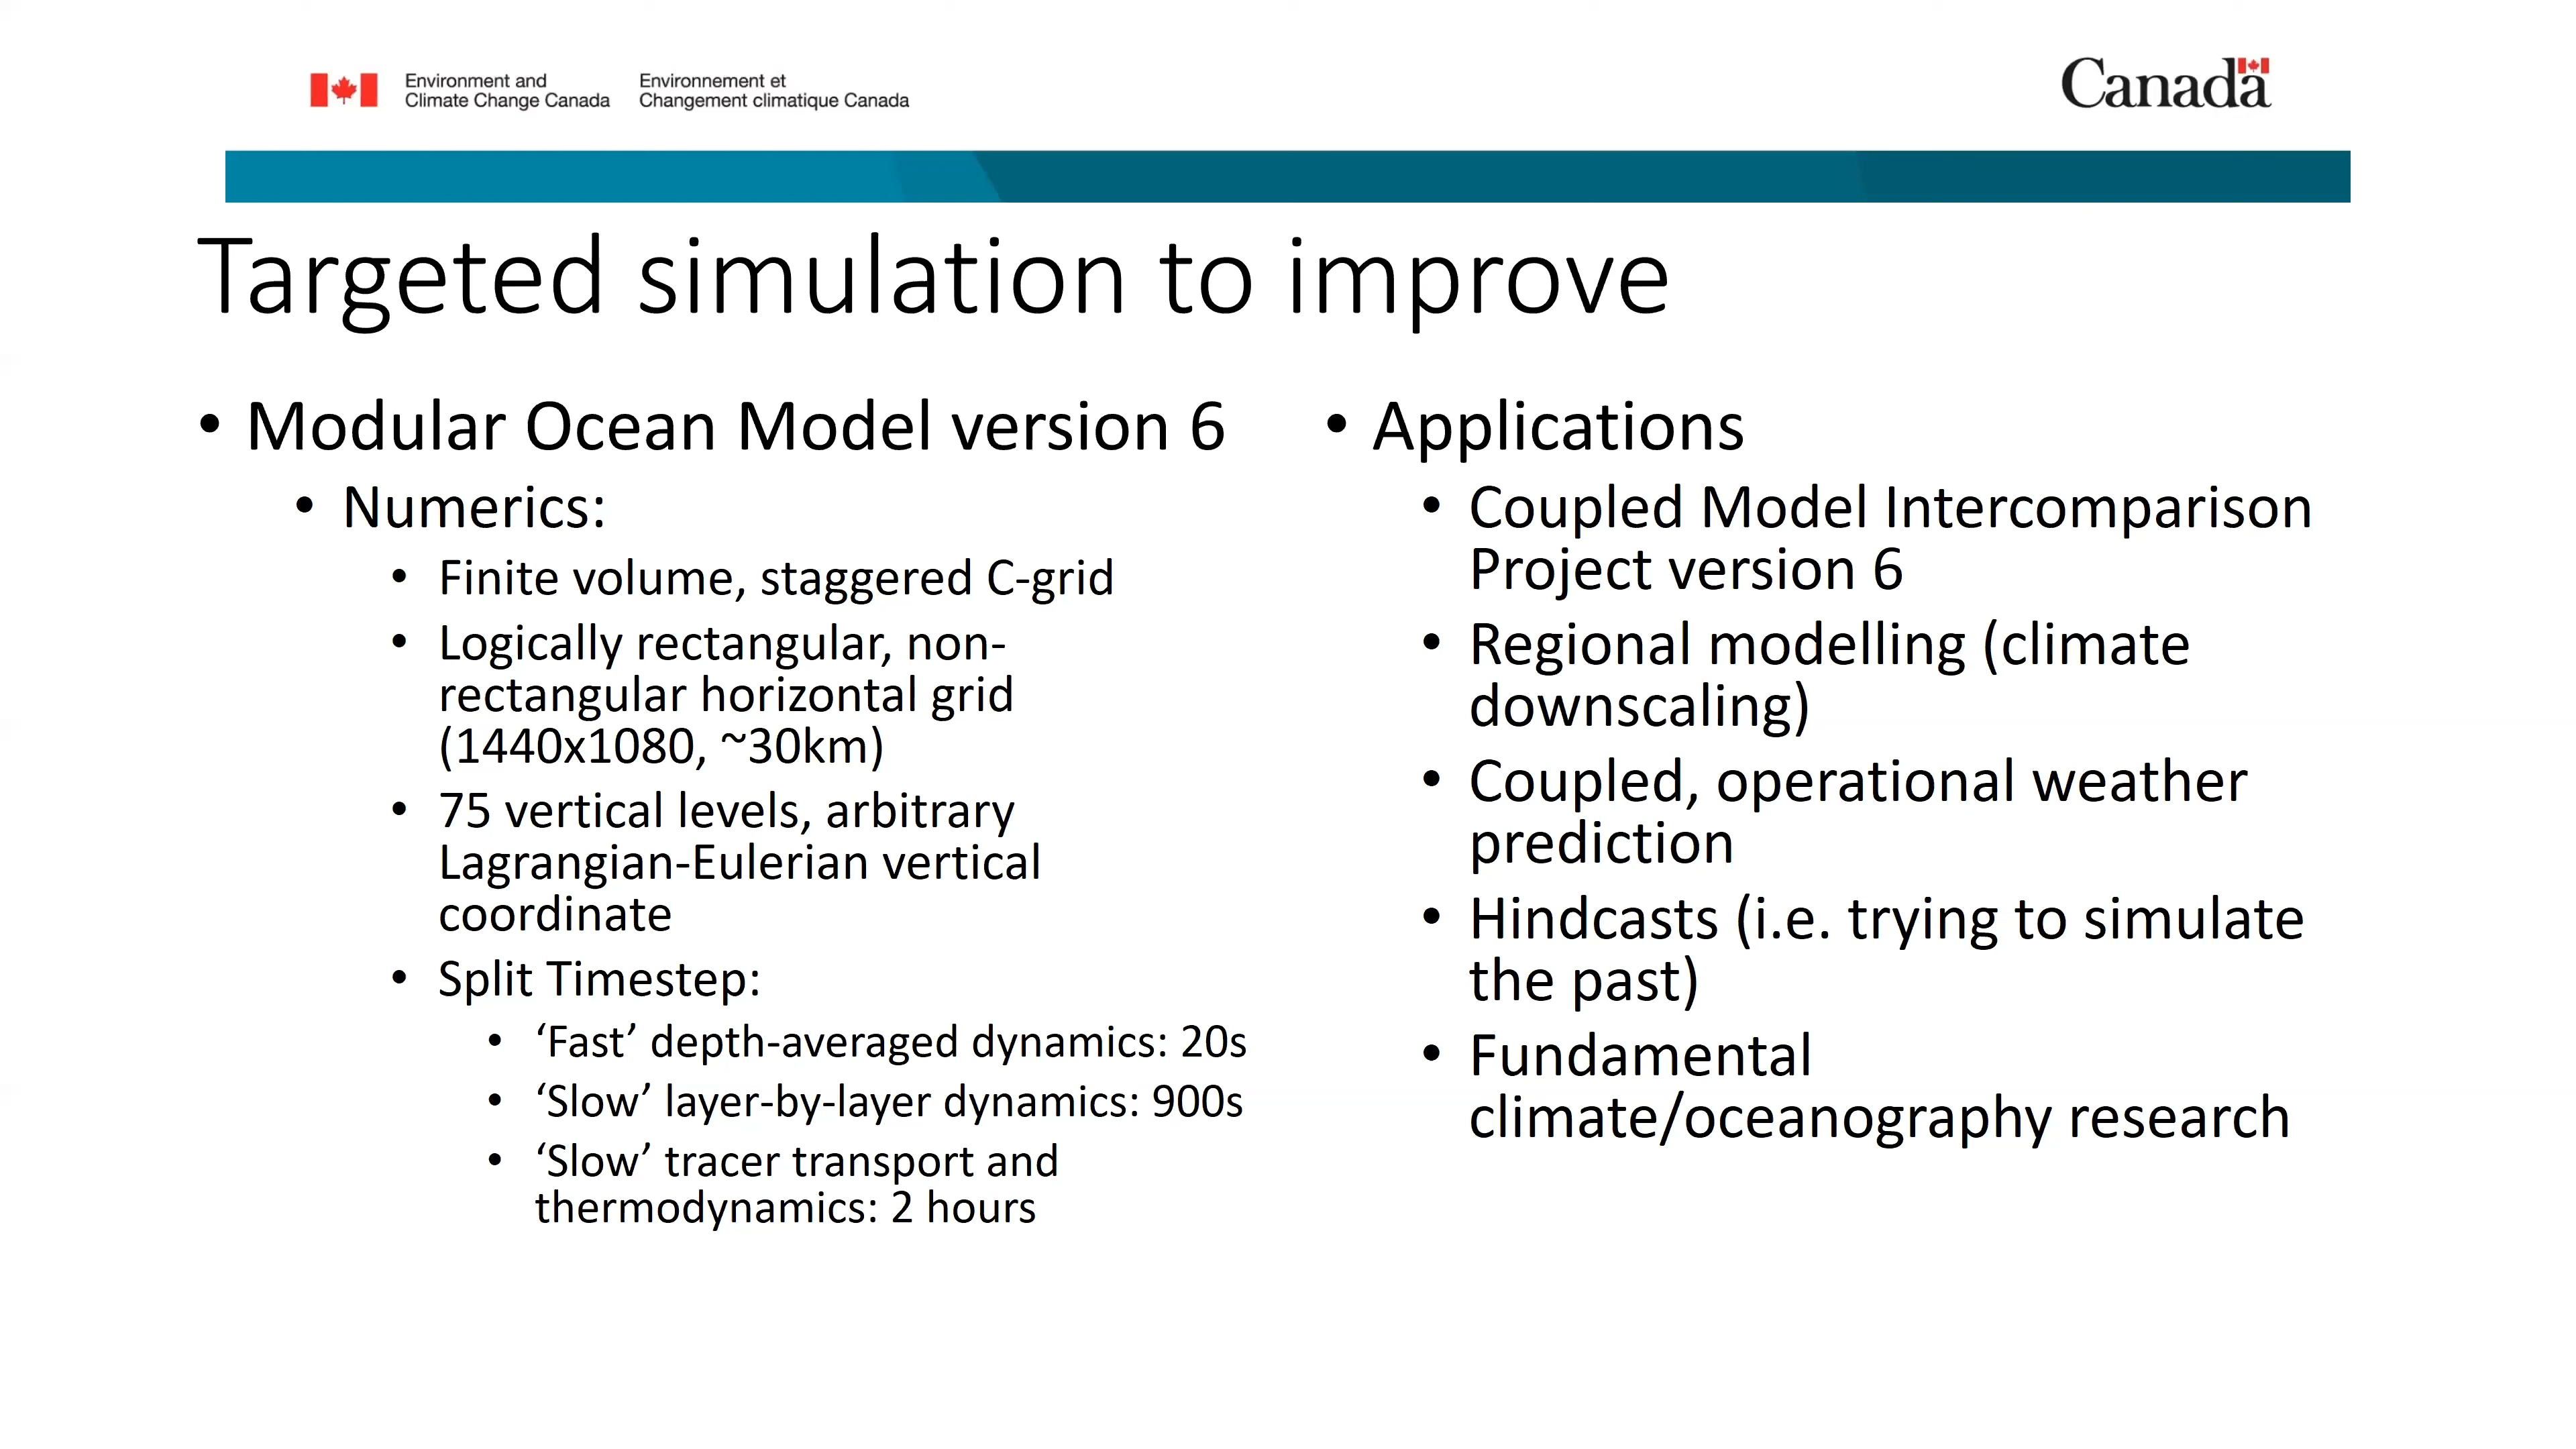 Environment and
Climate Change Canada
Environnement et
Changement climatique Canada
Canada
Targeted simulation to improve
• Modular Ocean Model version 6
• Numerics:
• Finite volume, staggered C-grid
• Logically rectangular, non-
rectangular horizontal grid
(1440x1080, ~30km)
• 75 vertical levels, arbitrary
Lagrangian-Eulerian vertical
coordinate
• Split Timestep:
• ‘Fast’ depth-averaged dynamics: 20s
• ‘Slow’ layer-by-layer dynamics: 900s
• ‘Slow’ tracer transport and
thermodynamics: 2 hours
• Applications
• Coupled Model Intercomparison
Project version 6
• Regional modelling (climate
downscaling)
• Coupled, operational weather
prediction
• Hindcasts (i.e. trying to simulate
the past)
• Fundamental
climate/oceanography research